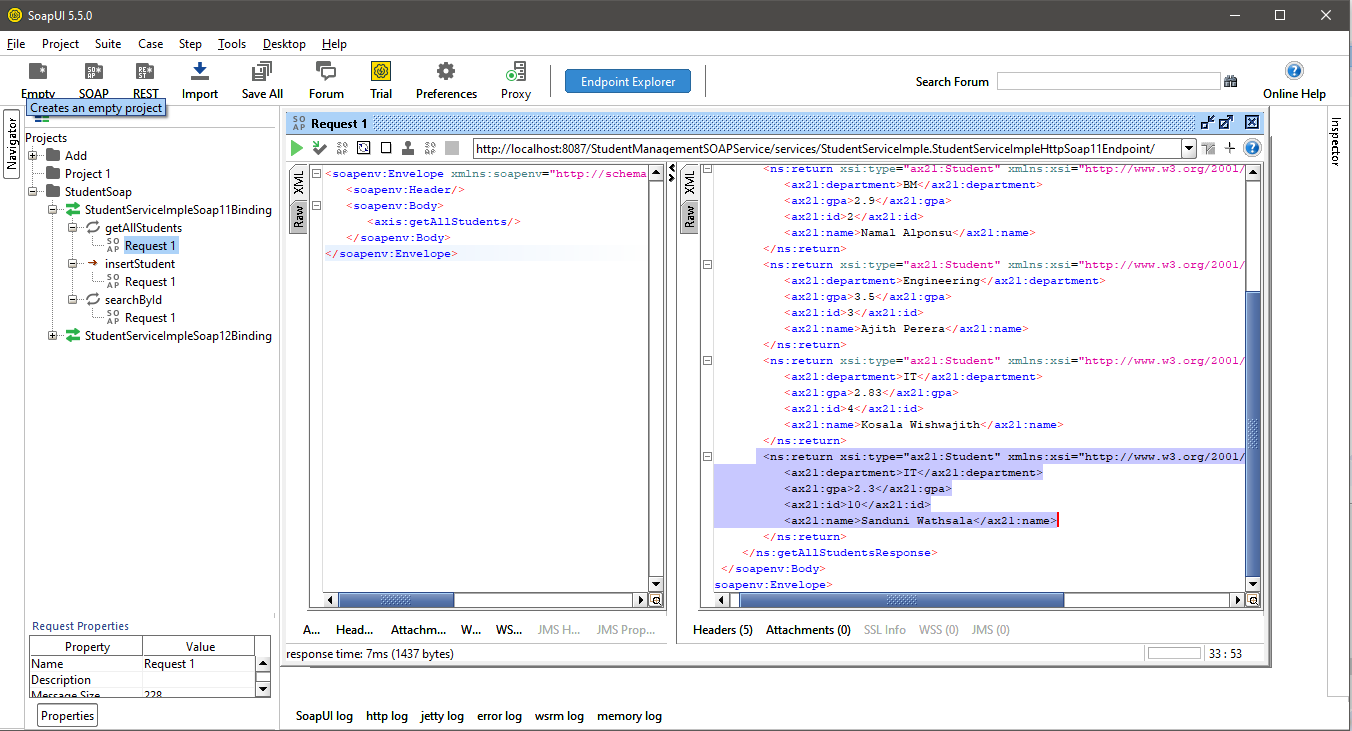 SoapUI 5.5.0
File Project Suite Case Step Tools Desktop Help
Empty SOAP REST Import Save All Forum Trial Preferences Proxy Endpoint Explorer Search Forum Online Help
Creates an empty project
Navigator
Projects
Add
Project 1
StudentSoap
StudentServiceImpleSoap11Binding
getAllStudents
SOAP Request 1
insertStudent
SOAP Request 1
searchById
SOAP Request 1
StudentServiceImpleSoap12Binding
Request Properties
Property Value
Name Request 1
Description
Message Size 228
Properties
SOAP Request 1
http://localhost:8087/StudentManagementSOAPService/services/StudentServiceImple.StudentServiceImpleHttpSoap11Endpoint/
XML
Raw
<soapenv:Envelope xmlns:soapenv="http://schema
<soapenv:Header/>
<soapenv:Body>
<axis:getAllStudents/>
</soapenv:Body>
</soapenv:Envelope>
A... Head... Attachm... W... WS... JMS H... JMS Prop...
XML
Raw
<ns:return xsi:type="ax21:Student" xmlns:xsi="http://www.w3.org/2001/
<ax21:department>BM</ax21:department>
<ax21:gpa>2.9</ax21:gpa>
<ax21:id>2</ax21:id>
<ax21:name>Namal Alponsu</ax21:name>
</ns:return>
<ns:return xsi:type="ax21:Student" xmlns:xsi="http://www.w3.org/2001/
<ax21:department>Engineering</ax21:department>
<ax21:gpa>3.5</ax21:gpa>
<ax21:id>3</ax21:id>
<ax21:name>Ajith Perera</ax21:name>
</ns:return>
<ns:return xsi:type="ax21:Student" xmlns:xsi="http://www.w3.org/2001/
<ax21:department>IT</ax21:department>
<ax21:gpa>2.83</ax21:gpa>
<ax21:id>4</ax21:id>
<ax21:name>Kosala Wishwajith</ax21:name>
</ns:return>
<ns:return xsi:type="ax21:Student" xmlns:xsi="http://www.w3.org/2001/
<ax21:department>IT</ax21:department>
<ax21:gpa>2.3</ax21:gpa>
<ax21:id>10</ax21:id>
<ax21:name>Sanduni Wathsala</ax21:name>
</ns:return>
</ns:getAllStudentsResponse>
</soapenv:Body>
soapenv:Envelope>
Headers (5) Attachments (0) SSL Info WSS (0) JMS (0)
response time: 7ms (1437 bytes) 33 : 53
Inspector
SoapUI log http log jetty log error log wsrm log memory log